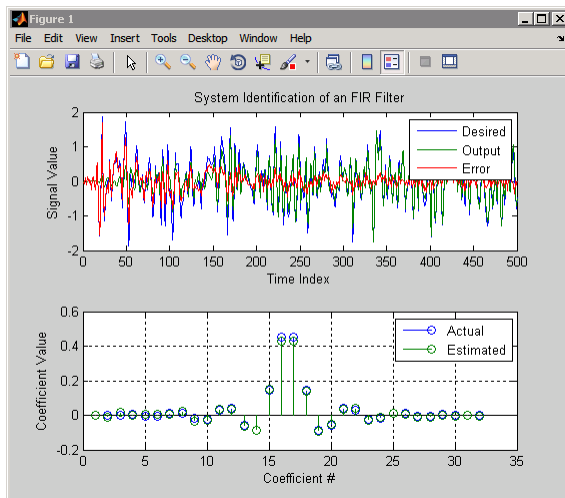 Figure 1
File Edit View Insert Tools Desktop Window Help
System Identification of an FIR Filter
2
1
0
-1
-2
Signal Value
Desired
Output
Error
0 50 100 150 200 250 300 350 400 450 500
Time Index
0.6
0.4
0.2
0
-0.2
Coefficient Value
Actual
Estimated
0 5 10 15 20 25 30 35
Coefficient #